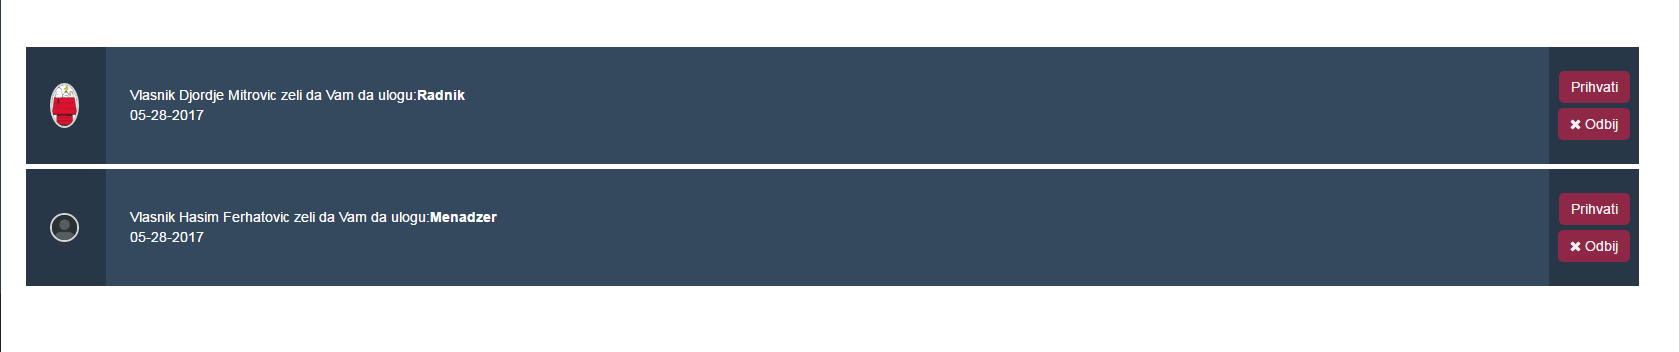 Vlasnik Djordje Mitrovic zeli da Vam da ulogu:Radnik
05-28-2017
Prihvati
✖ Odbij
Vlasnik Hasim Ferhatovic zeli da Vam da ulogu:Menadzer
05-28-2017
Prihvati
✖ Odbij